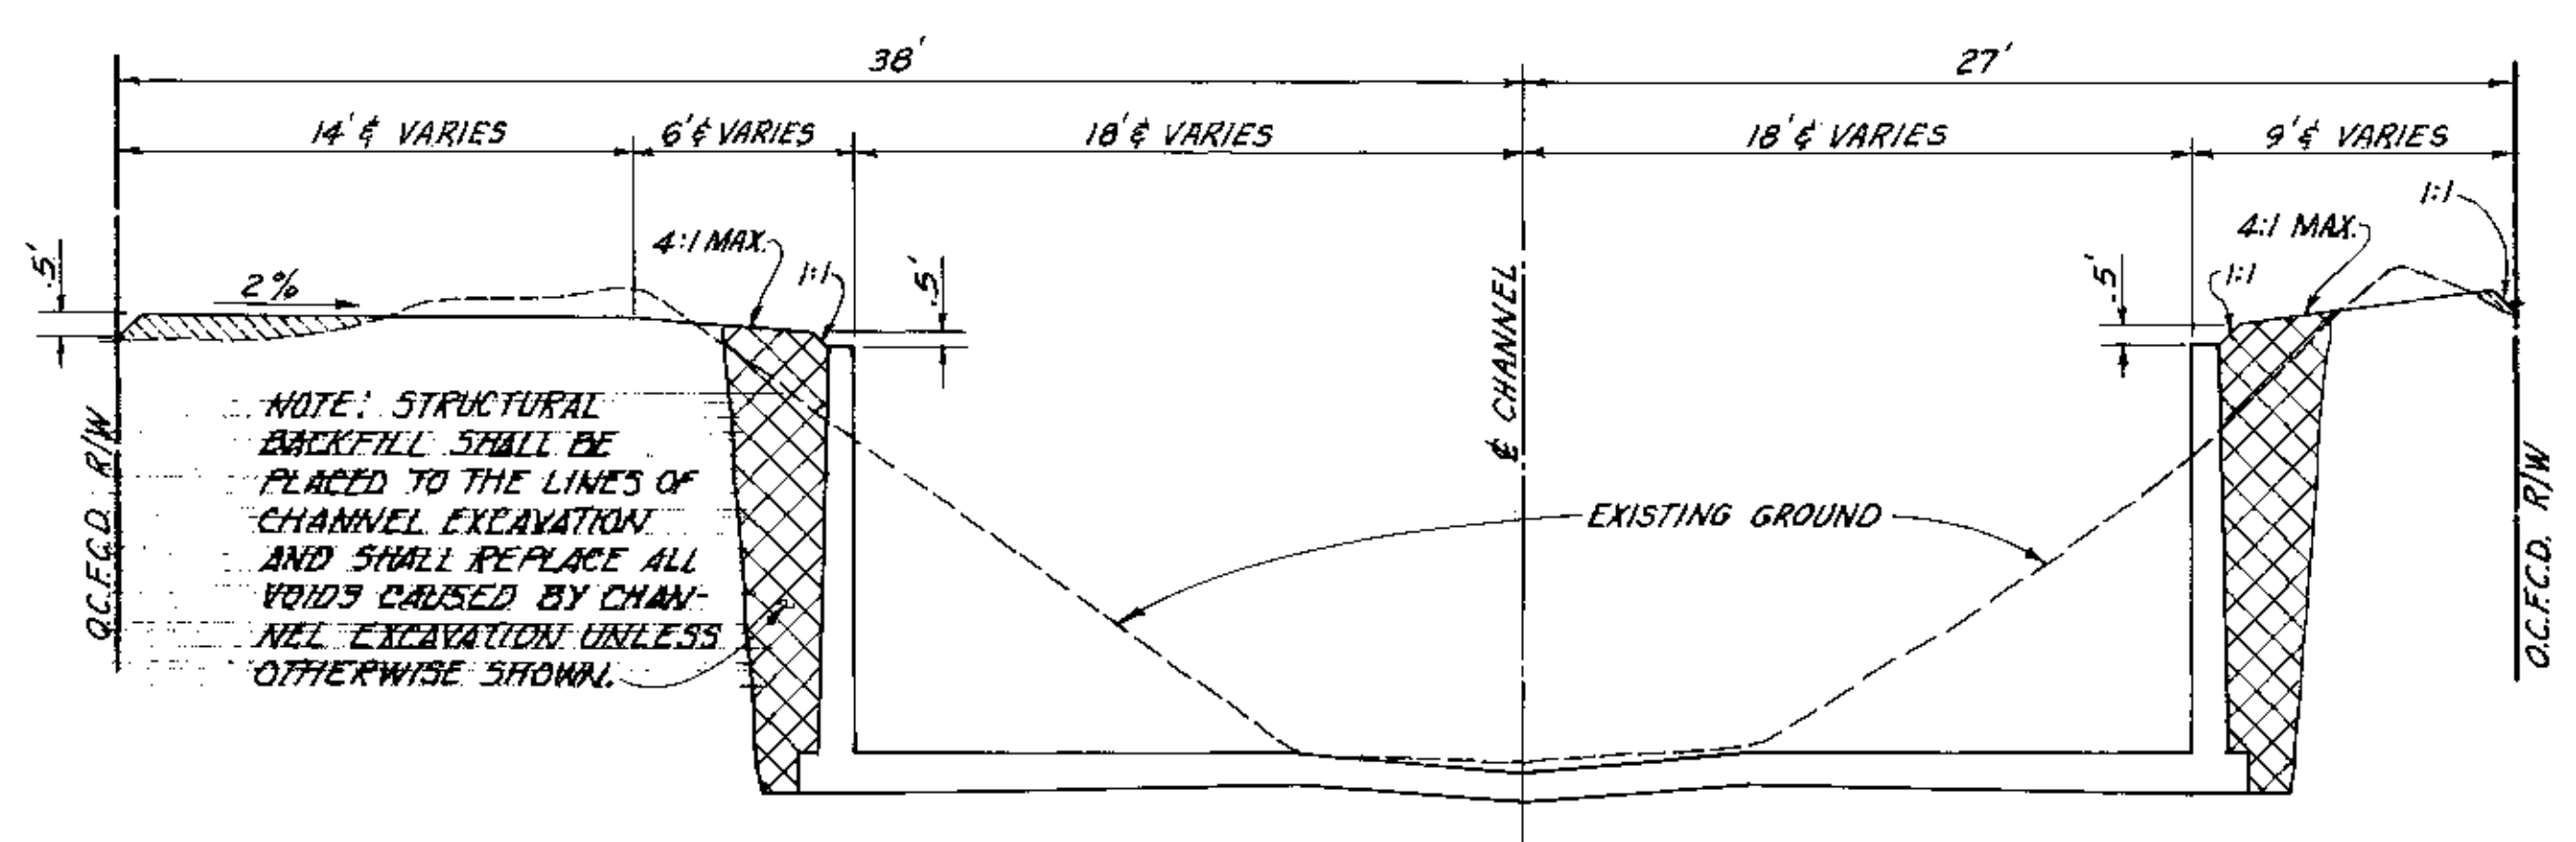 38'
27'
14' & VARIES
6' & VARIES
18' & VARIES
18' & VARIES
9' & VARIES
1:1
4:1 MAX.
4:1 MAX.
.5'
2%
1:1
.5'
.5'
1:1
℄ CHANNEL
O.C.F.C.D. R/W
NOTE: STRUCTURAL
BACKFILL SHALL BE
PLACED TO THE LINES OF
CHANNEL EXCAVATION
AND SHALL REPLACE ALL
VOIDS CAUSED BY CHAN-
NEL EXCAVATION UNLESS
OTHERWISE SHOWN.
EXISTING GROUND
O.C.F.C.D. R/W